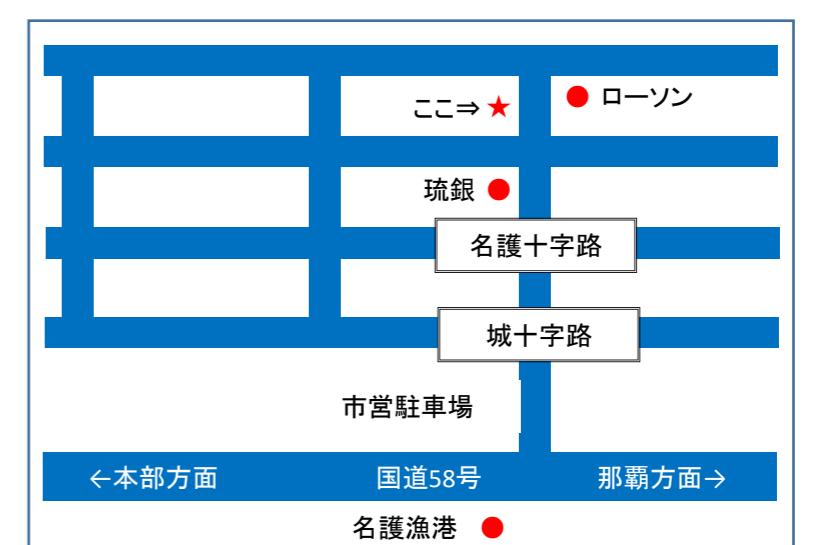 ここ⇒ ★ ● ローソン
琉銀 ●
名護十字路
城十字路
市営駐車場
←本部方面 国道58号 那覇方面→
名護漁港 ●